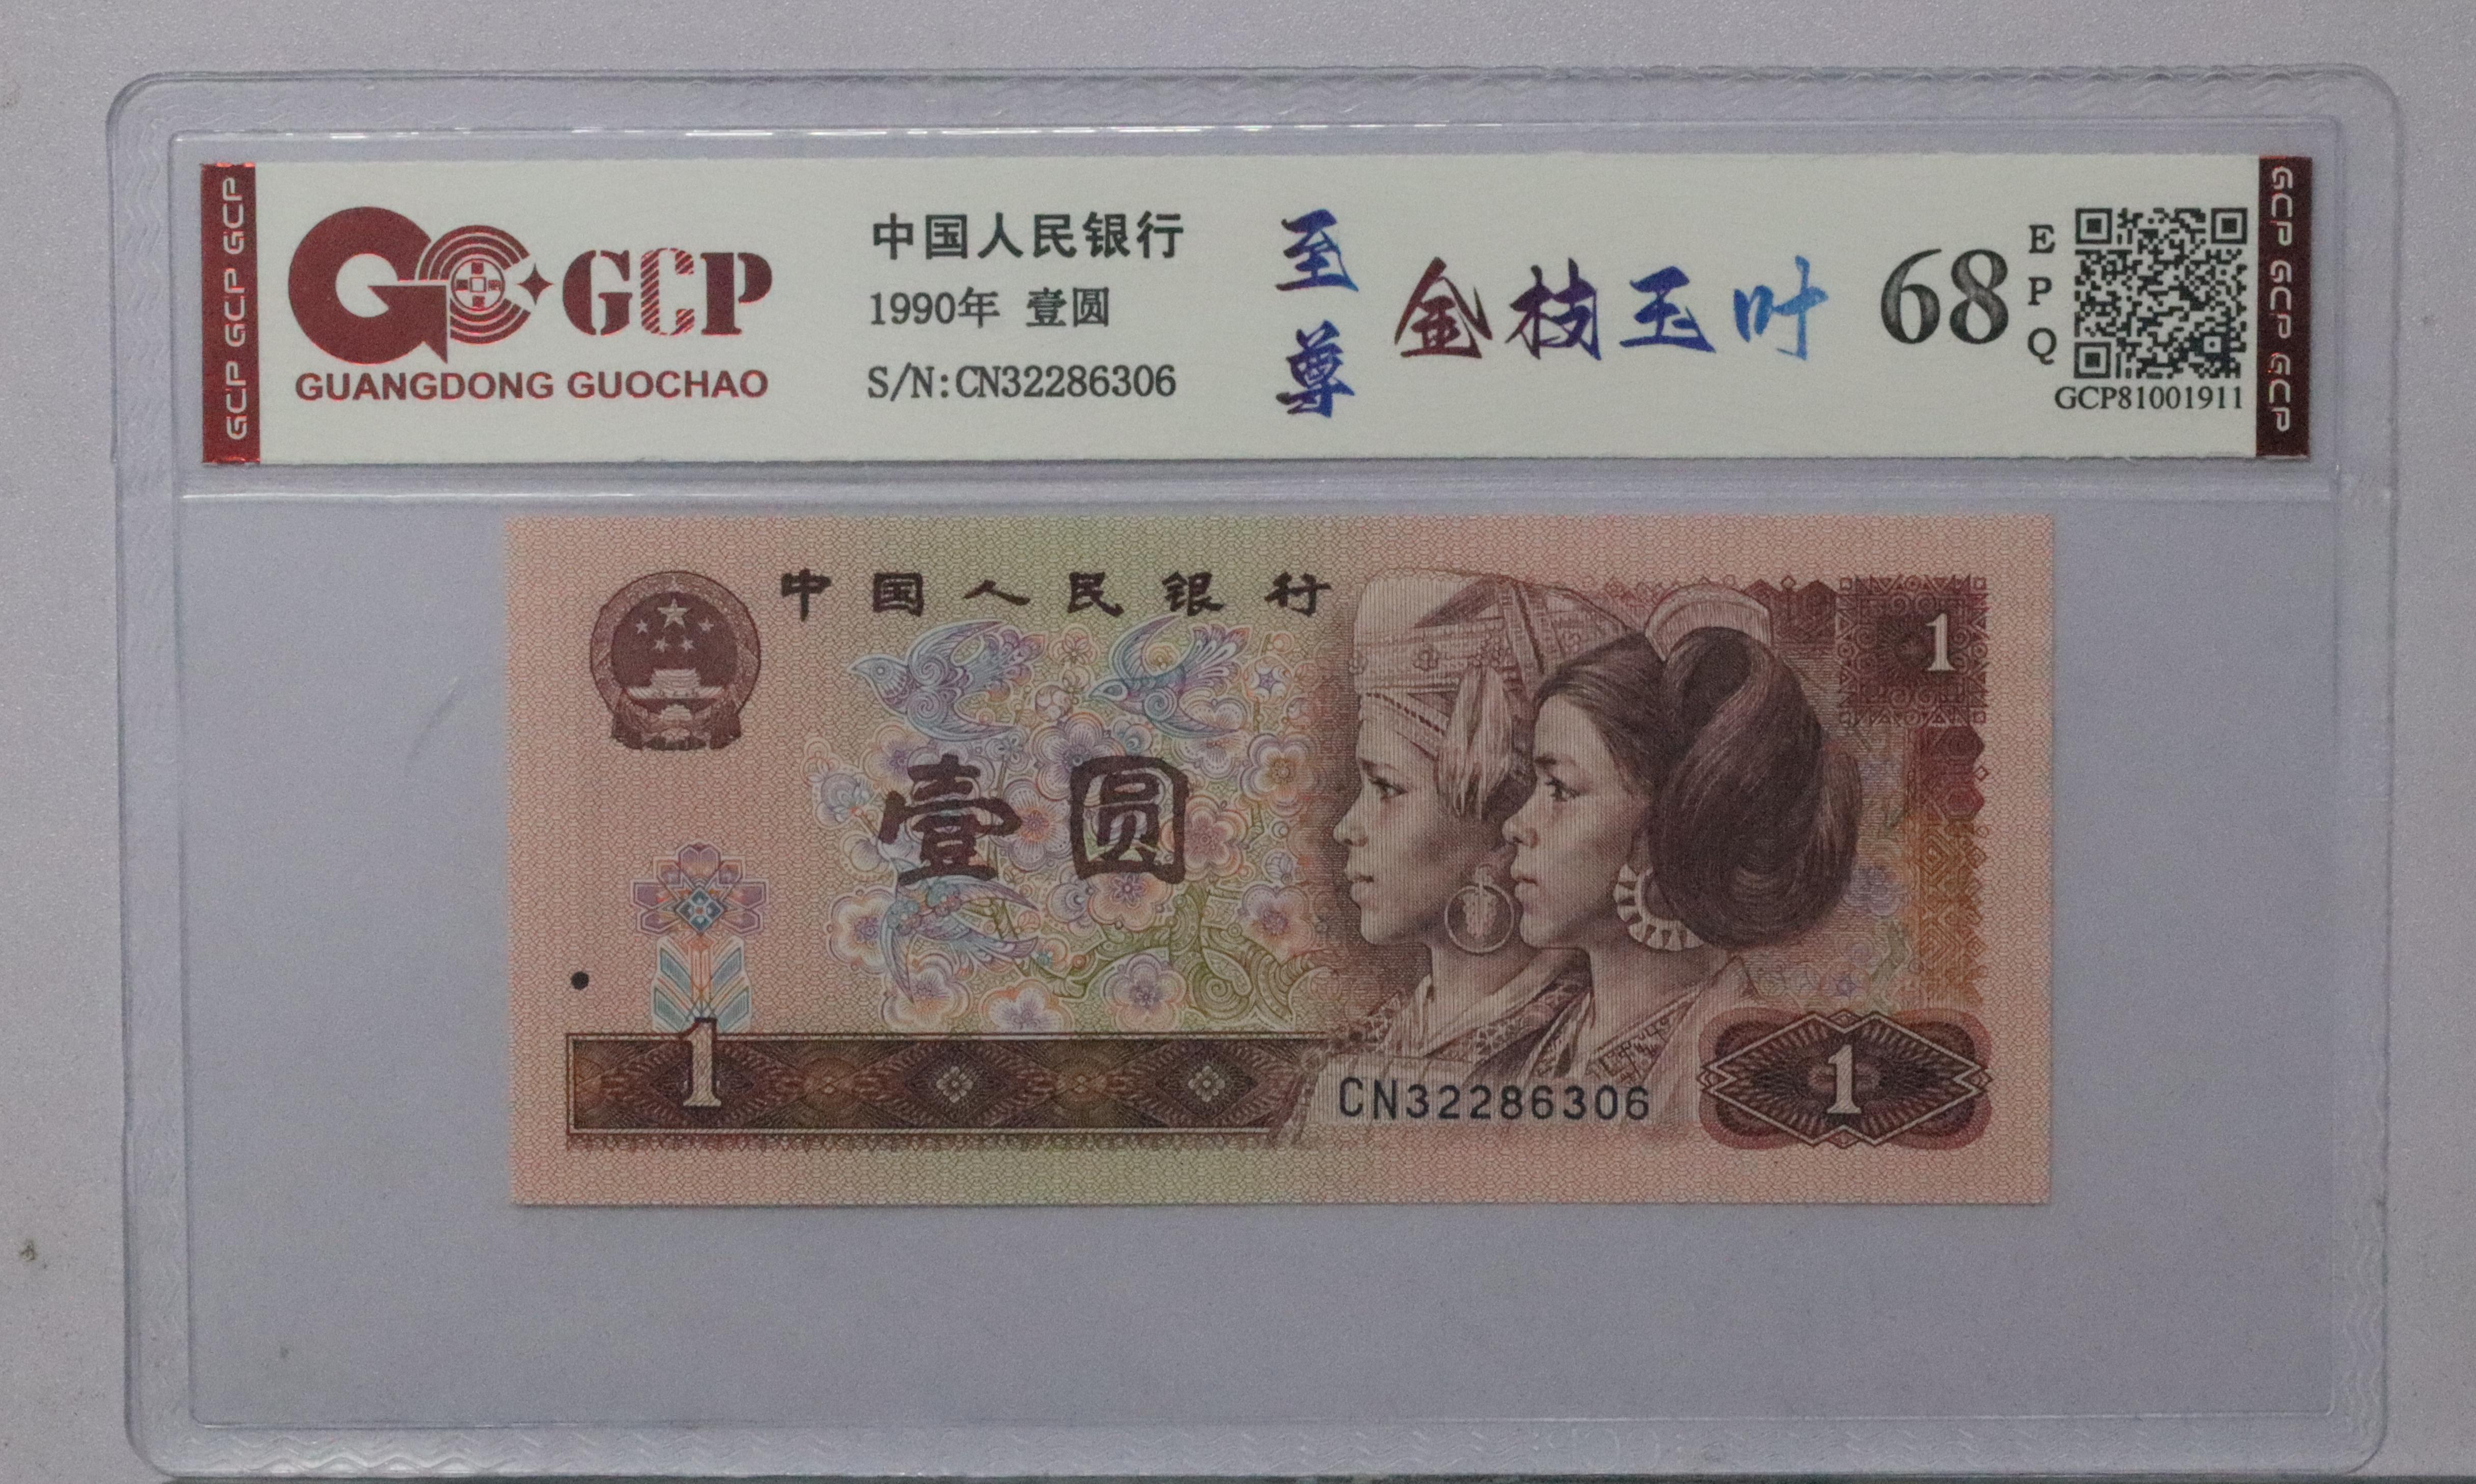 GCP GCP GCP
GCP
GUANGDONG GUOCHAO
中国人民银行
1990年 壹圆
S/N:CN32286306
至尊
金枝玉叶
68
EPQ
GCP81001911
GCP GCP GCP
中国人民银行
1
壹圆
1
CN32286306
1